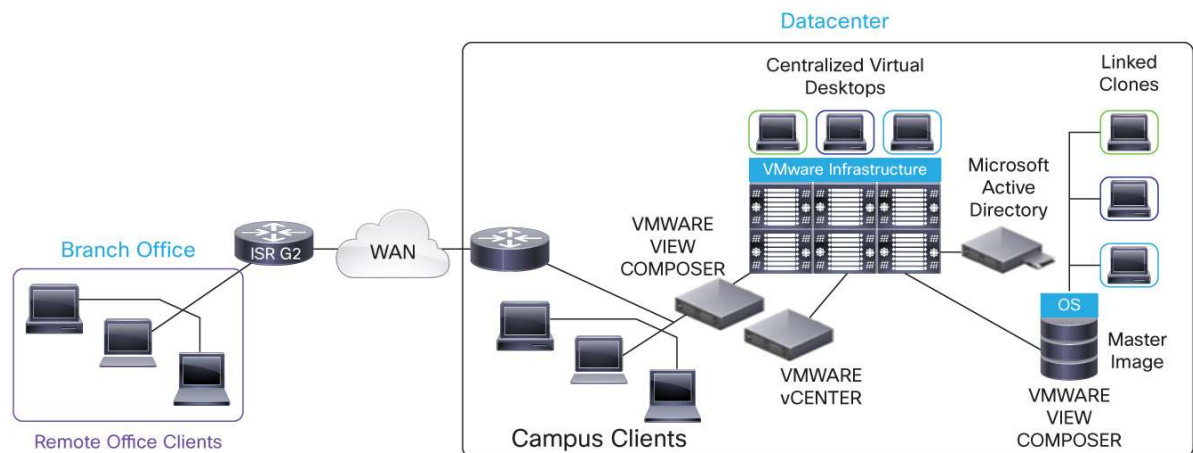 Datacenter
Centralized Virtual
Desktops
Linked
Clones
VMware Infrastructure
Microsoft
Active
Directory
VMWARE
VIEW
COMPOSER
Branch Office
ISR G2
WAN
OS
Master
Image
VMWARE
vCENTER
VMWARE
VIEW
COMPOSER
Campus Clients
Remote Office Clients